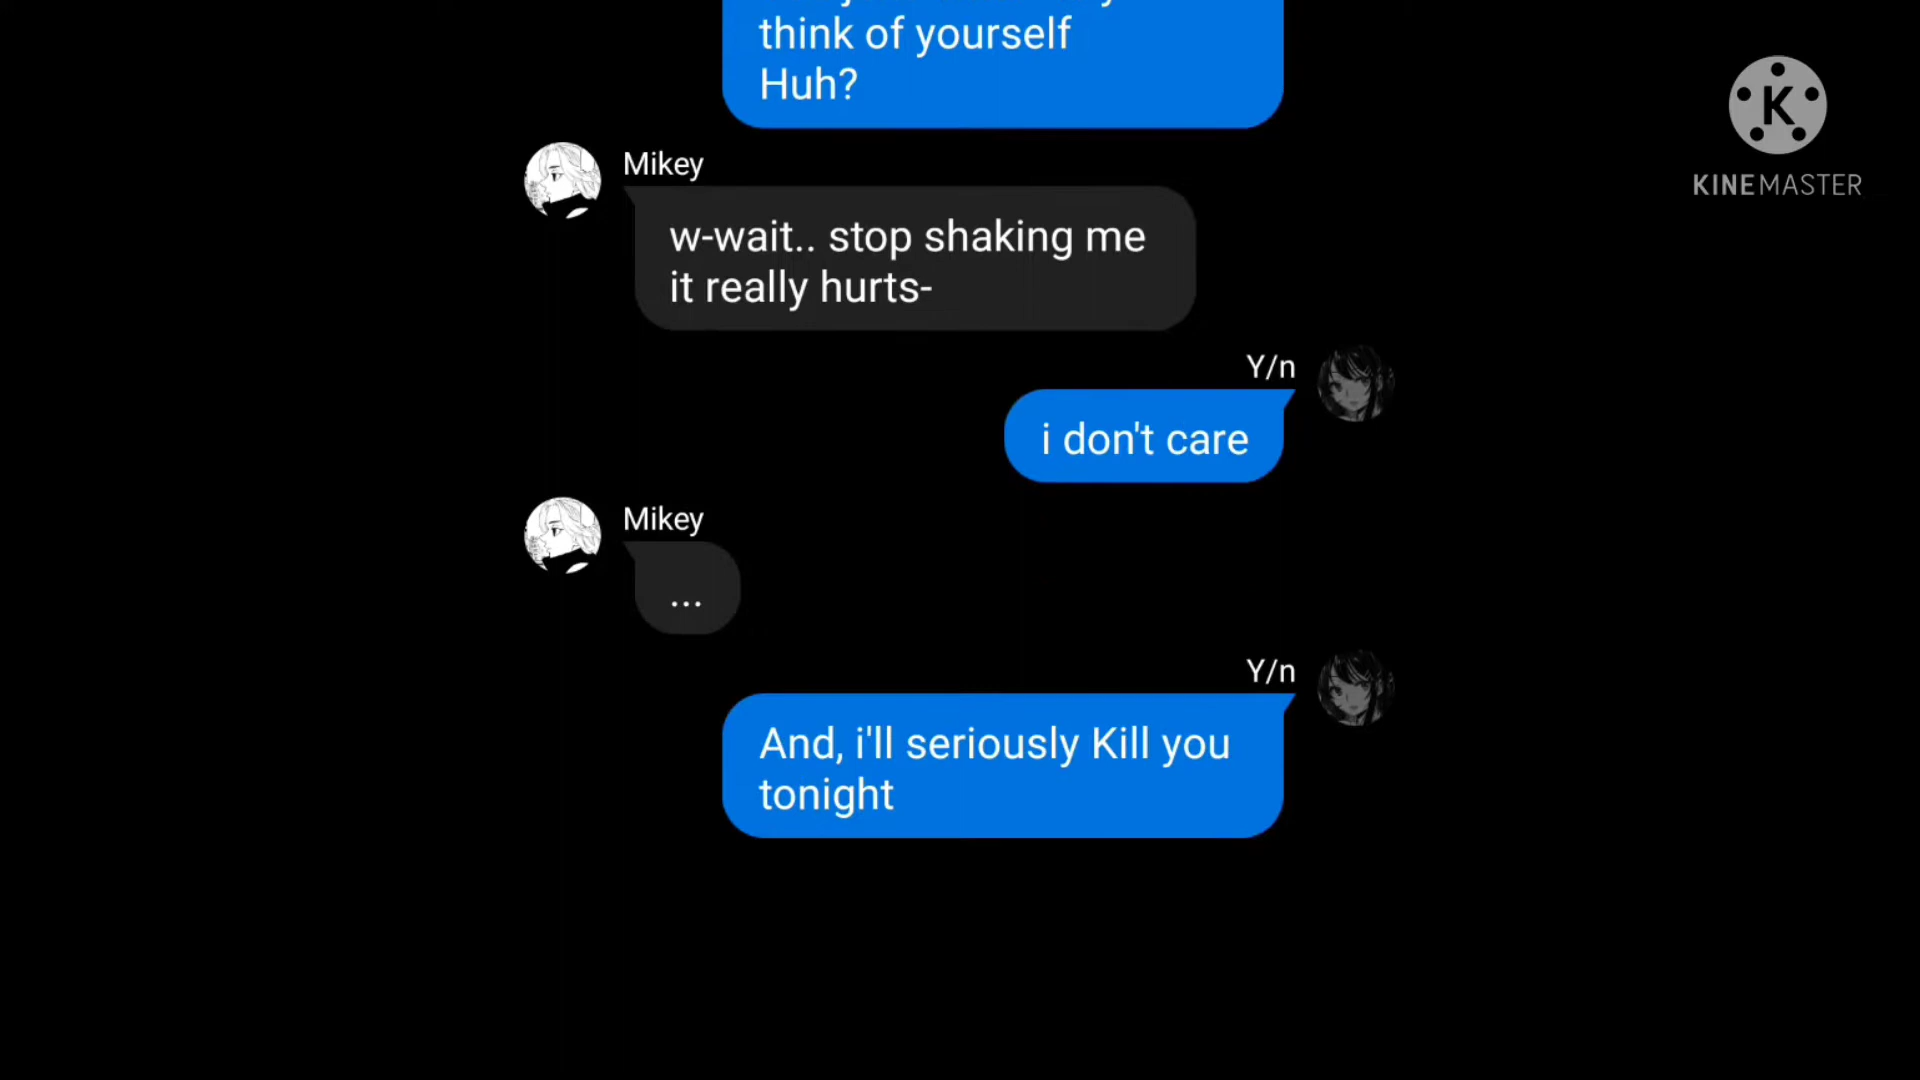 think of yourself
Huh?
Mikey
w-wait.. stop shaking me
it really hurts-
Y/n
i don't care
Mikey
...
Y/n
And, i'll seriously Kill you
tonight
K
KINEMASTER